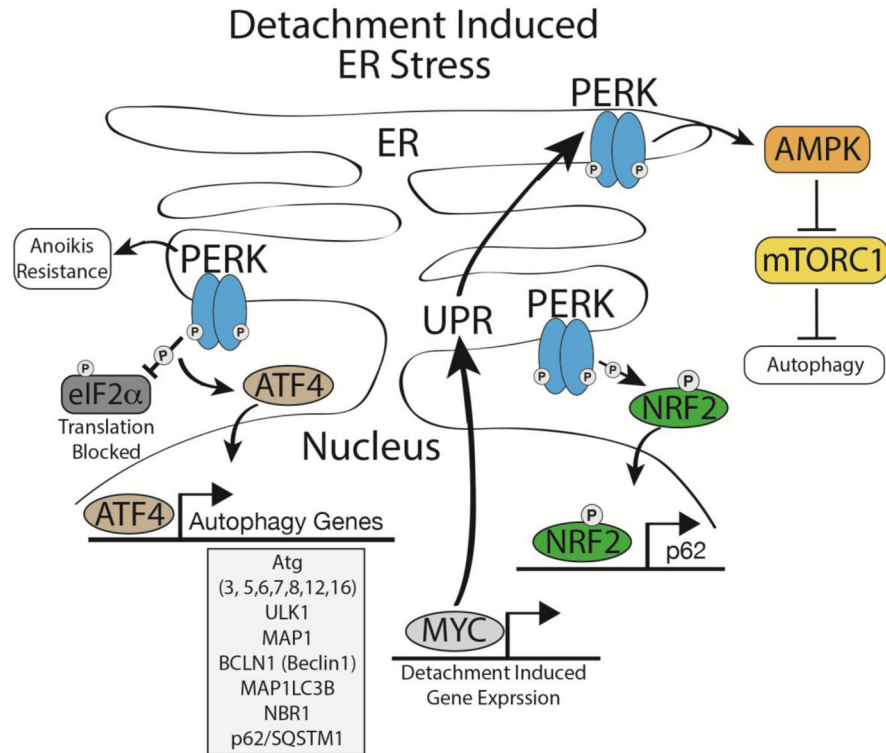 Detachment Induced
ER Stress
PERK
ER
P
P
AMPK
Anoikis
Resistance
PERK
mTORC1
UPR
PERK
P
P
P
P
eIF2α
P
Translation
Blocked
ATF4
P
P
P
P
NRF2
Autophagy
Nucleus
ATF4
Autophagy Genes
P
NRF2
p62
Atg
(3, 5,6,7,8,12,16)
ULK1
MAP1
BCLN1 (Beclin1)
MAP1LC3B
NBR1
p62/SQSTM1
MYC
Detachment Induced
Gene Exprssion